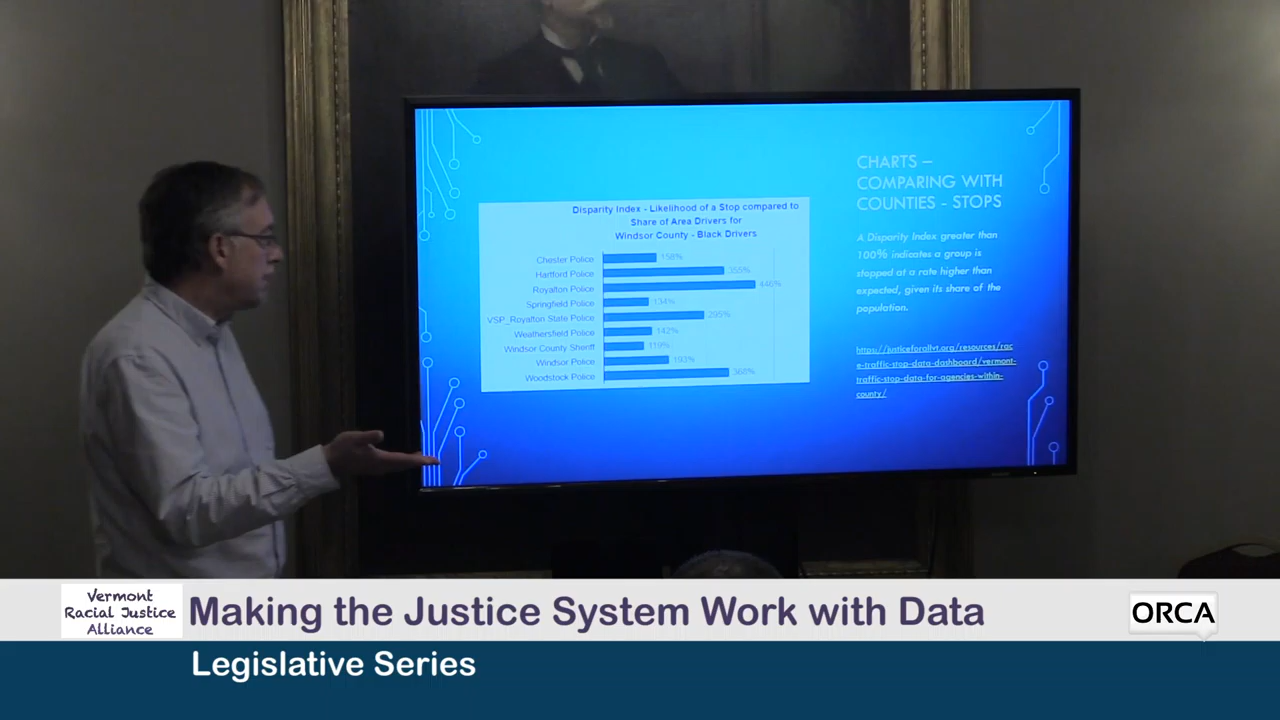 Disparity Index - Likelihood of a Stop compared to
Share of Area Drivers for
Windsor County - Black Drivers
Chester Police 158%
Hartford Police 355%
Royalton Police 446%
Springfield Police 134%
VSP_Royalton State Police 295%
Weathersfield Police 142%
Windsor County Sheriff 119%
Windsor Police 193%
Woodstock Police 368%
CHARTS –
COMPARING WITH
COUNTIES - STOPS
A Disparity Index greater than
100% indicates a group is
stopped at a rate higher than
expected, given its share of the
population.
https://justiceforallvt.org/resources/rac
e-traffic-stop-data-dashboard/vermont-
traffic-stop-data-for-agencies-within-
county/
Vermont
Racial Justice
Alliance
Making the Justice System Work with Data
ORCA
Legislative Series